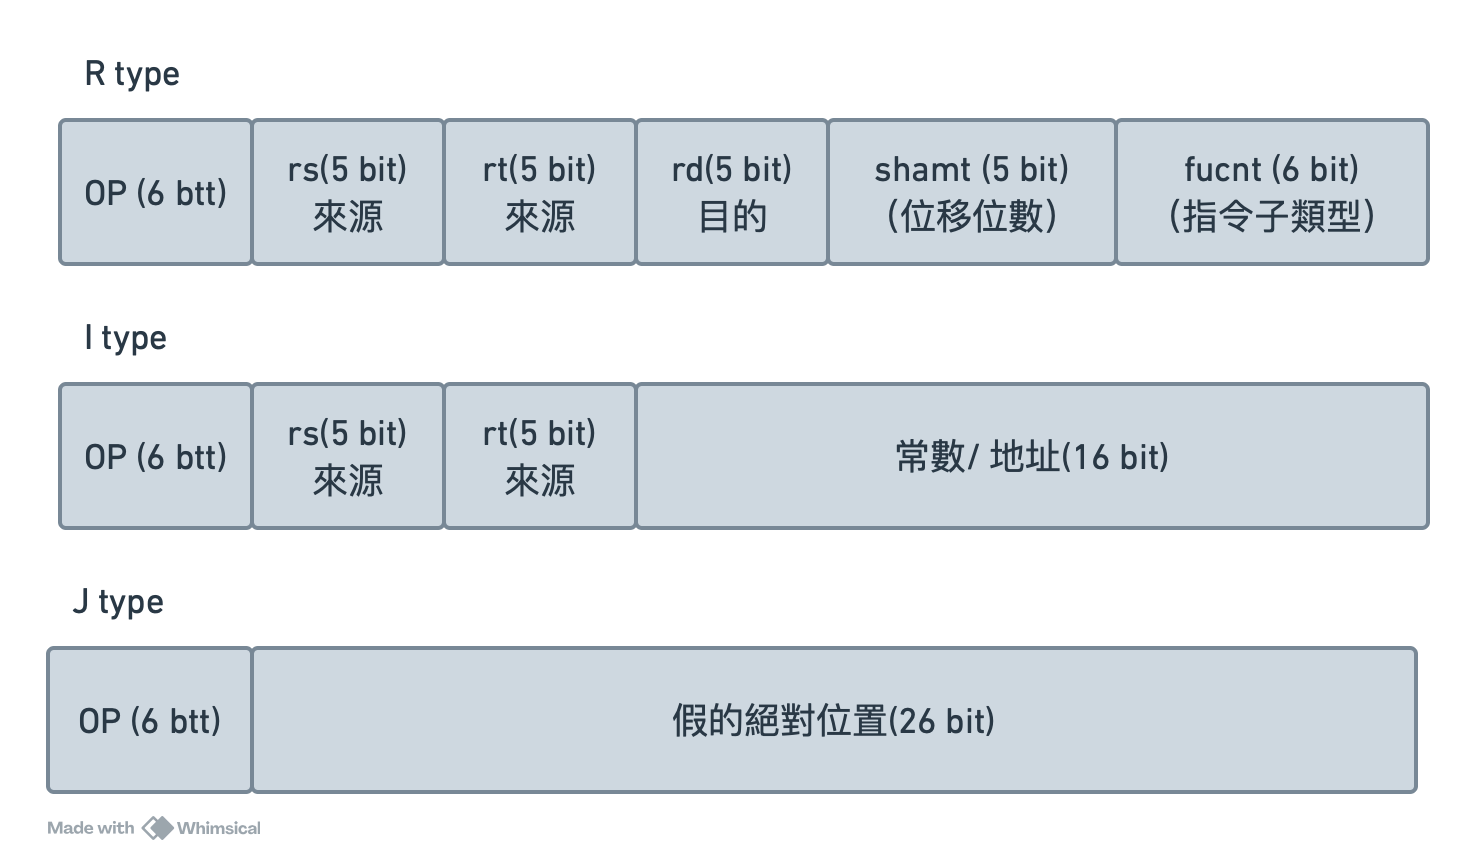 R type
OP (6 btt)
rs(5 bit)
來源
rt(5 bit)
來源
rd(5 bit)
目的
shamt (5 bit)
(位移位數)
fucnt (6 bit)
(指令子類型)
I type
OP (6 btt)
rs(5 bit)
來源
rt(5 bit)
來源
常數/ 地址(16 bit)
J type
OP (6 btt)
假的絕對位置(26 bit)
Made with Whimsical